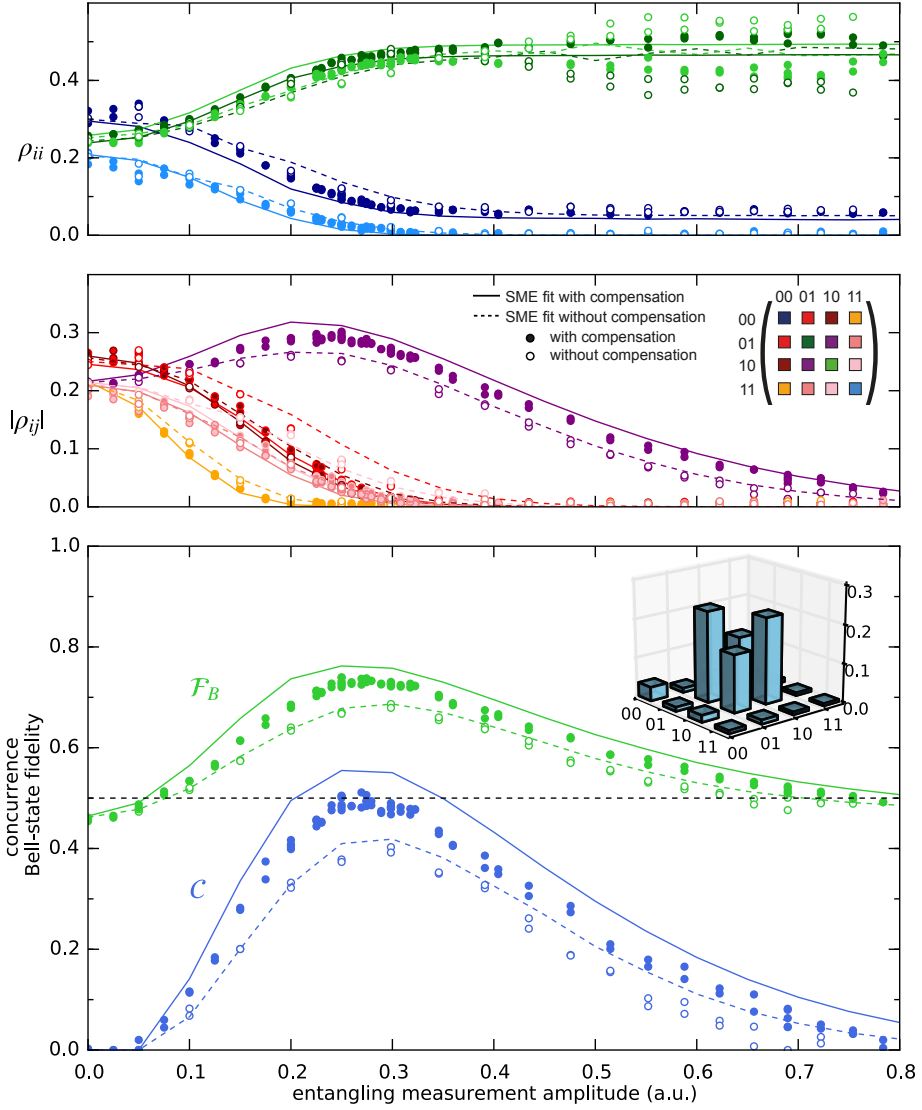 0.4
0.2
0.0
ρii
SME fit with compensation
SME fit without compensation
with compensation
without compensation
00 01 10 11
00
01
10
11
0.3
0.2
0.1
0.0
|ρij|
1.0
0.8
0.6
0.4
0.2
0.0
concurrence
Bell-state fidelity
ℱB
𝒞
0.3
0.2
0.1
0.0
00 01 10 11
00 01 10 11
0.0 0.1 0.2 0.3 0.4 0.5 0.6 0.7 0.8
entangling measurement amplitude (a.u.)